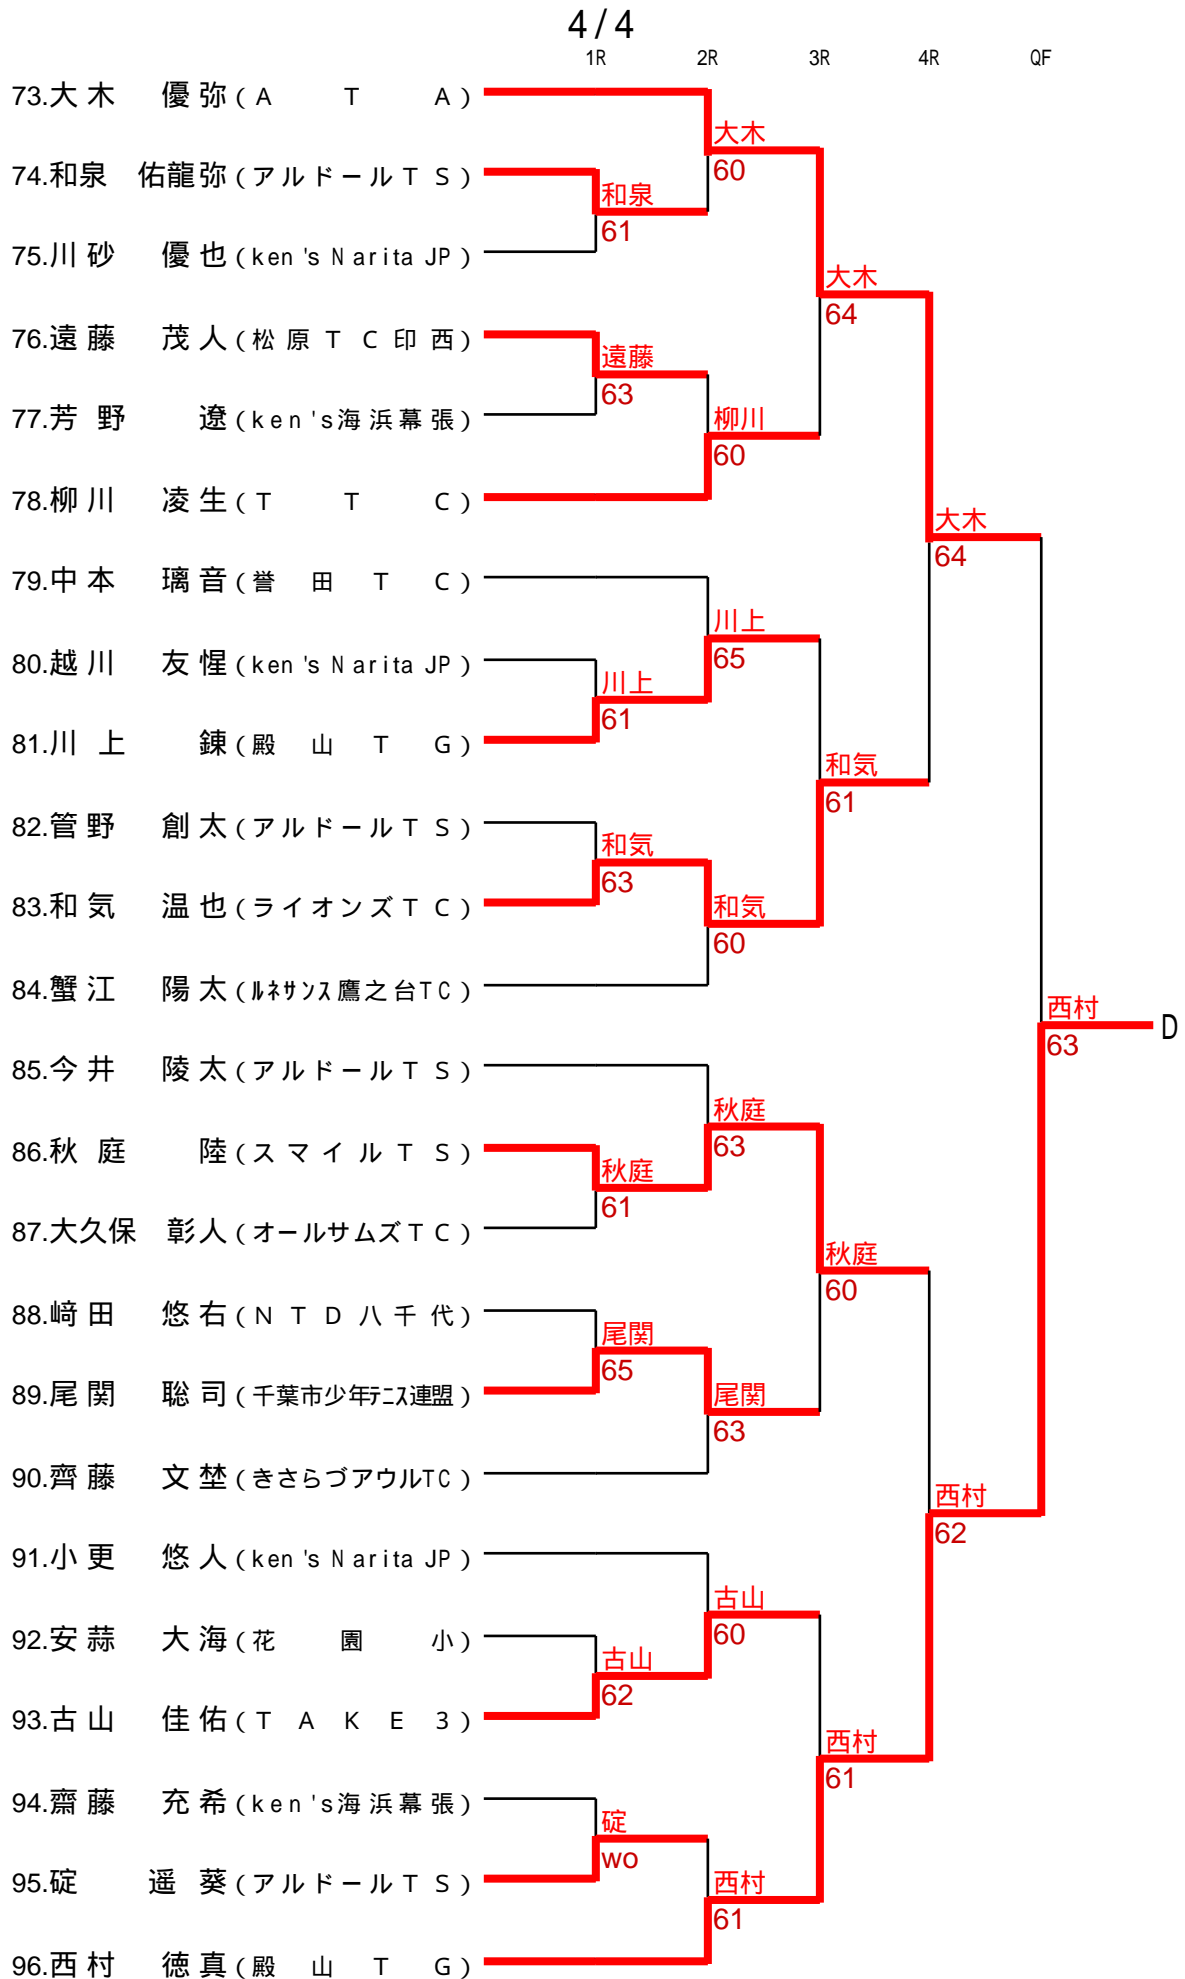 4/4
1R 2R 3R 4R QF
73.大木 優弥(A T A)
大木
60
74.和泉 佑龍弥(アルドールTS)
和泉
61
75.川砂 優也(ken's Narita JP)
大木
64
76.遠藤 茂人(松原TC印西)
遠藤
63
77.芳野 遼(ken's海浜幕張)
柳川
60
78.柳川 凌生(T T C)
大木
64
79.中本 璃音(誉田TC)
川上
65
80.越川 友惺(ken's Narita JP)
川上
61
81.川上 錬(殿山TG)
和気
61
82.管野 創太(アルドールTS)
和気
63
83.和気 温也(ライオンズTC)
和気
60
84.蟹江 陽太(ルネサンス鷹之台TC)
西村
63
D
85.今井 陵太(アルドールTS)
秋庭
63
86.秋庭 陸(スマイルTS)
秋庭
61
87.大久保 彰人(オールサムズTC)
秋庭
60
88.﨑田 悠右(NTD八千代)
尾関
65
89.尾関 聡司(千葉市少年テニス連盟)
尾関
63
90.齊藤 文埜(きさらづアウルTC)
西村
62
91.小更 悠人(ken's Narita JP)
古山
60
92.安蒜 大海(花園小)
古山
62
93.古山 佳佑(TAKE3)
西村
61
94.齋藤 充希(ken's海浜幕張)
碇
wo
95.碇 遥葵(アルドールTS)
西村
61
96.西村 徳真(殿山TG)